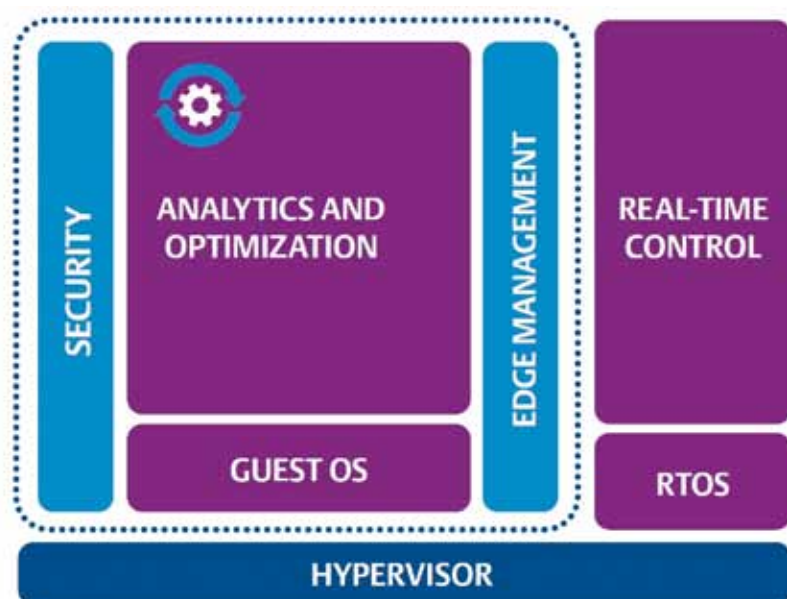 SECURITY
ANALYTICS AND
OPTIMIZATION
EDGE MANAGEMENT
REAL-TIME
CONTROL
GUEST OS
RTOS
HYPERVISOR